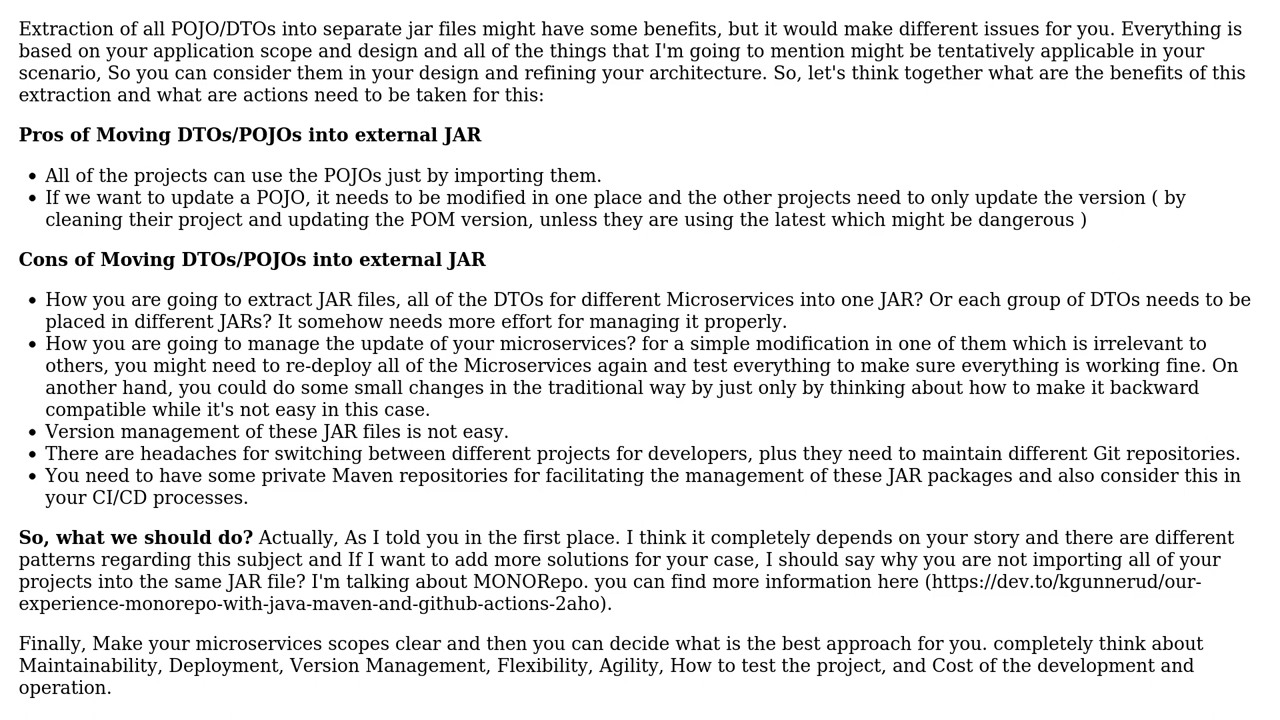 Extraction of all POJO/DTOs into separate jar files might have some benefits, but it would make different issues for you. Everything is
based on your application scope and design and all of the things that I'm going to mention might be tentatively applicable in your
scenario, So you can consider them in your design and refining your architecture. So, let's think together what are the benefits of this
extraction and what are actions need to be taken for this:
Pros of Moving DTOs/POJOs into external JAR
• All of the projects can use the POJOs just by importing them.
• If we want to update a POJO, it needs to be modified in one place and the other projects need to only update the version ( by
cleaning their project and updating the POM version, unless they are using the latest which might be dangerous )
Cons of Moving DTOs/POJOs into external JAR
• How you are going to extract JAR files, all of the DTOs for different Microservices into one JAR? Or each group of DTOs needs to be
placed in different JARs? It somehow needs more effort for managing it properly.
• How you are going to manage the update of your microservices? for a simple modification in one of them which is irrelevant to
others, you might need to re-deploy all of the Microservices again and test everything to make sure everything is working fine. On
another hand, you could do some small changes in the traditional way by just only by thinking about how to make it backward
compatible while it's not easy in this case.
• Version management of these JAR files is not easy.
• There are headaches for switching between different projects for developers, plus they need to maintain different Git repositories.
• You need to have some private Maven repositories for facilitating the management of these JAR packages and also consider this in
your CI/CD processes.
So, what we should do? Actually, As I told you in the first place. I think it completely depends on your story and there are different
patterns regarding this subject and If I want to add more solutions for your case, I should say why you are not importing all of your
projects into the same JAR file? I'm talking about MONORepo. you can find more information here (https://dev.to/kgunnerud/our-
experience-monorepo-with-java-maven-and-github-actions-2aho).
Finally, Make your microservices scopes clear and then you can decide what is the best approach for you. completely think about
Maintainability, Deployment, Version Management, Flexibility, Agility, How to test the project, and Cost of the development and
operation.